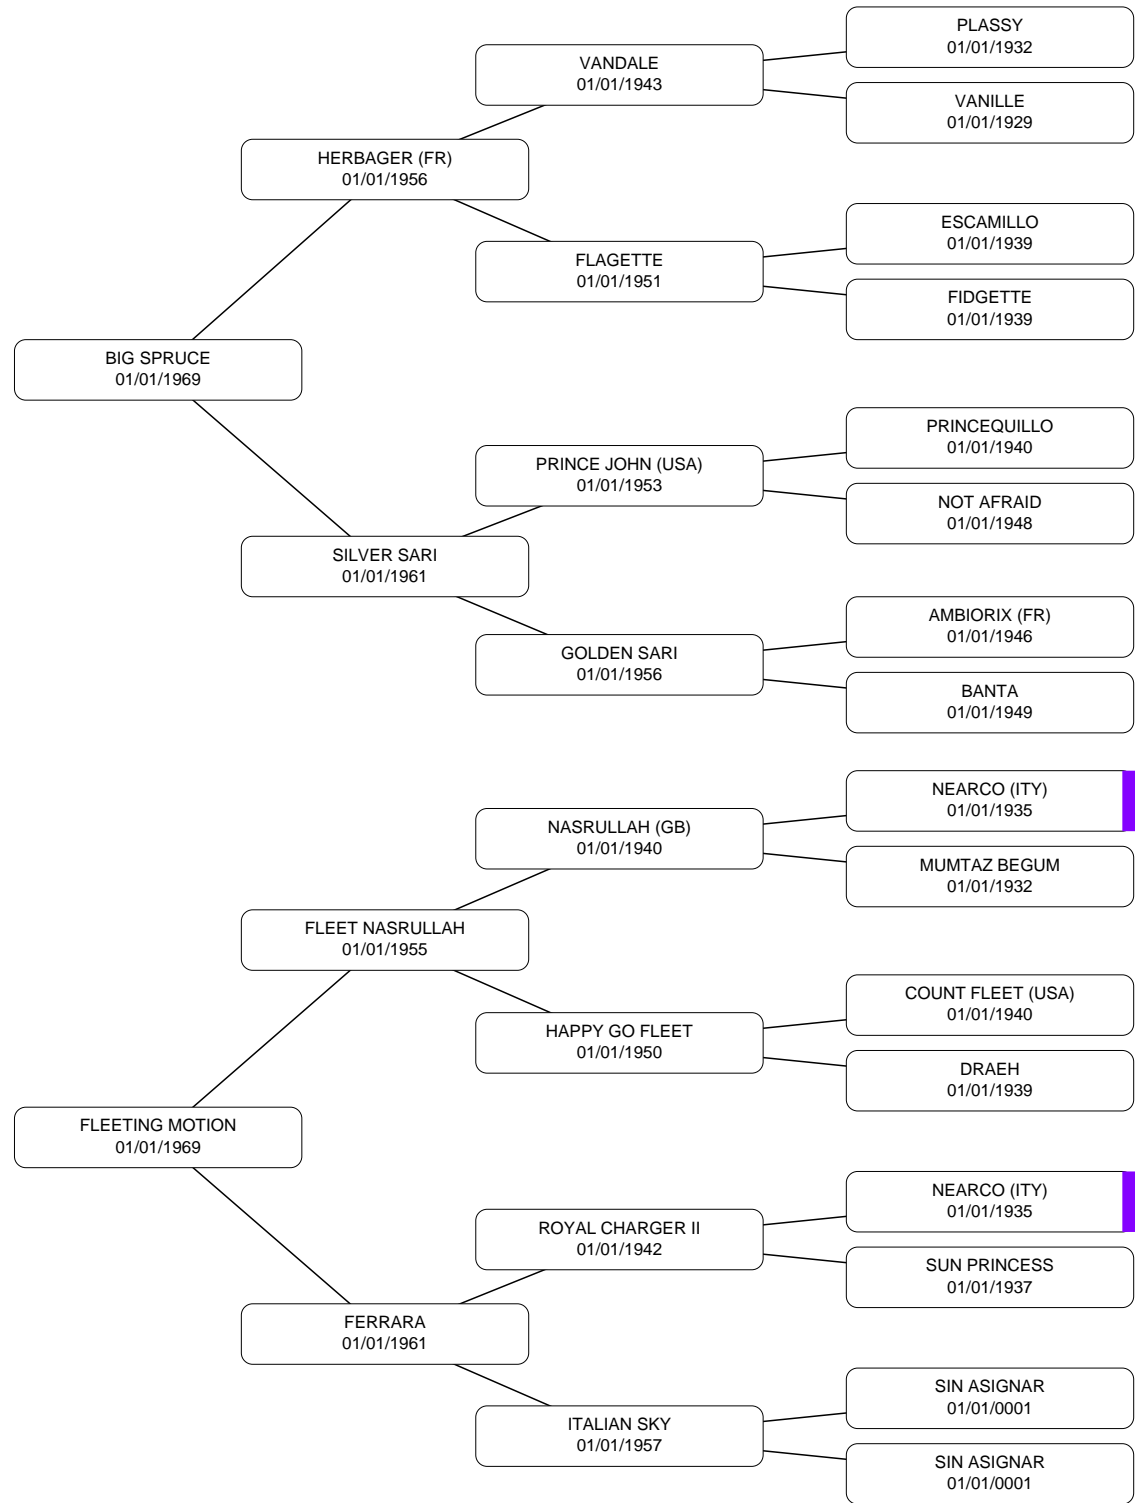 PLASSY
01/01/1932
VANDALE
01/01/1943
VANILLE
01/01/1929
HERBAGER (FR)
01/01/1956
ESCAMILLO
01/01/1939
FLAGETTE
01/01/1951
FIDGETTE
01/01/1939
BIG SPRUCE
01/01/1969
PRINCEQUILLO
01/01/1940
PRINCE JOHN (USA)
01/01/1953
NOT AFRAID
01/01/1948
SILVER SARI
01/01/1961
AMBIORIX (FR)
01/01/1946
GOLDEN SARI
01/01/1956
BANTA
01/01/1949
NEARCO (ITY)
01/01/1935
NASRULLAH (GB)
01/01/1940
MUMTAZ BEGUM
01/01/1932
FLEET NASRULLAH
01/01/1955
COUNT FLEET (USA)
01/01/1940
HAPPY GO FLEET
01/01/1950
DRAEH
01/01/1939
FLEETING MOTION
01/01/1969
NEARCO (ITY)
01/01/1935
ROYAL CHARGER II
01/01/1942
SUN PRINCESS
01/01/1937
FERRARA
01/01/1961
SIN ASIGNAR
01/01/0001
ITALIAN SKY
01/01/1957
SIN ASIGNAR
01/01/0001